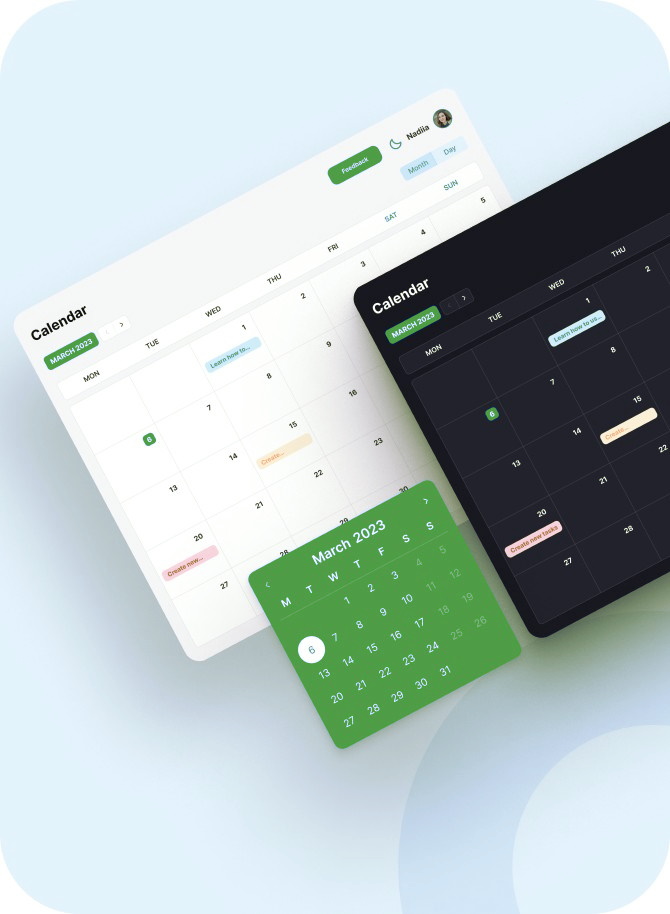 Feedback
Nadiia
Month Day
Calendar
MARCH 2023
MON TUE WED THU FRI SAT SUN
1 2 3 4 5
Learn how to...
6 7 8 9
13 14 15 16
Create...
20 21 22 23
Create new...
27 28 29 30
Calendar
MARCH 2023
MON TUE WED THU
1 2
Learn how to us...
6 7 8
13 14 15
Create...
20 21 22
Create new tasks
27 28
March 2023
M T W T F S S
1 2 3 4 5
6 7 8 9 10 11 12
13 14 15 16 17 18 19
20 21 22 23 24 25 26
27 28 29 30 31